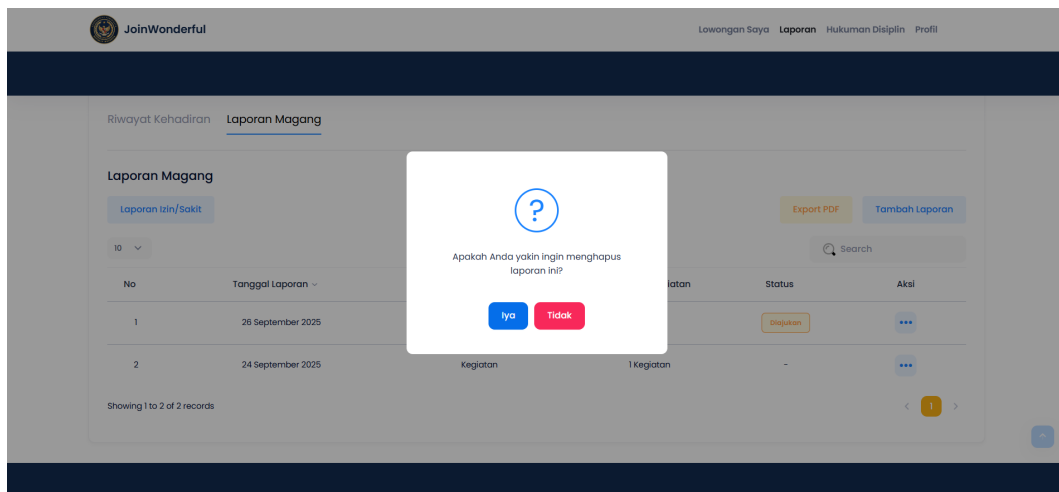 JoinWonderful
Lowongan Saya Laporan Hukuman Disiplin Profil
Riwayat Kehadiran Laporan Magang
Laporan Magang
Laporan Izin/Sakit Export PDF Tambah Laporan
10 Search
?
Apakah Anda yakin ingin menghapus
laporan ini?
Iya Tidak
No Tanggal Laporan iatan Status Aksi
1 26 September 2025 Diajukan
2 24 September 2025 Kegiatan 1 Kegiatan -
Showing 1 to 2 of 2 records < 1 >